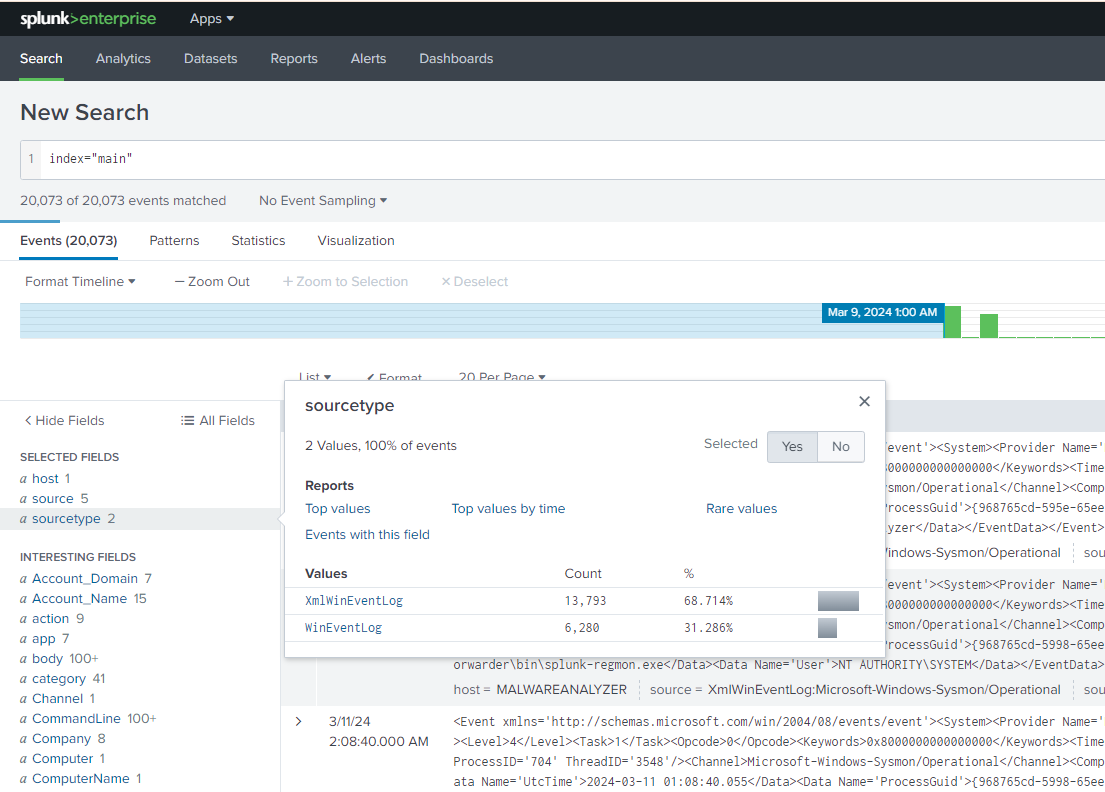 splunk>enterprise Apps
Search Analytics Datasets Reports Alerts Dashboards
New Search
1 index="main"
20,073 of 20,073 events matched No Event Sampling
Events (20,073) Patterns Statistics Visualization
Format Timeline — Zoom Out + Zoom to Selection × Deselect
Mar 9, 2024 1:00 AM
List Format 20 Per Page
< Hide Fields All Fields
SELECTED FIELDS
a host 1
a source 5
a sourcetype 2
INTERESTING FIELDS
a Account_Domain 7
a Account_Name 15
a action 9
a app 7
a body 100+
a category 41
a Channel 1
a CommandLine 100+
a Company 8
a Computer 1
a ComputerName 1
sourcetype ×
2 Values, 100% of events Selected Yes No
Reports
Top values Top values by time Rare values
Events with this field
Values Count %
XmlWinEventLog 13,793 68.714%
WinEventLog 6,280 31.286%
event'><System><Provider Name='
8000000000000000</Keywords><Time
smon/Operational</Channel><Comp
ProcessGuid'>{968765cd-595e-65ee
yzer</Data></EventData></Event>
indows-Sysmon/Operational sou
event'><System><Provider Name='
8000000000000000</Keywords><Time
smon/Operational</Channel><Comp
ProcessGuid'>{968765cd-5998-65ee
orwarder\bin\splunk-regmon.exe</Data><Data Name='User'>NT AUTHORITY\SYSTEM</Data></EventData>
host = MALWAREANALYZER source = XmlWinEventLog:Microsoft-Windows-Sysmon/Operational sou
> 3/11/24
2:08:40.000 AM
<Event xmlns='http://schemas.microsoft.com/win/2004/08/events/event'><System><Provider Name='
><Level>4</Level><Task>1</Task><Opcode>0</Opcode><Keywords>0x8000000000000000</Keywords><Time
ProcessID='704' ThreadID='3548'/><Channel>Microsoft-Windows-Sysmon/Operational</Channel><Comp
ata Name='UtcTime'>2024-03-11 01:08:40.055</Data><Data Name='ProcessGuid'>{968765cd-5998-65ee